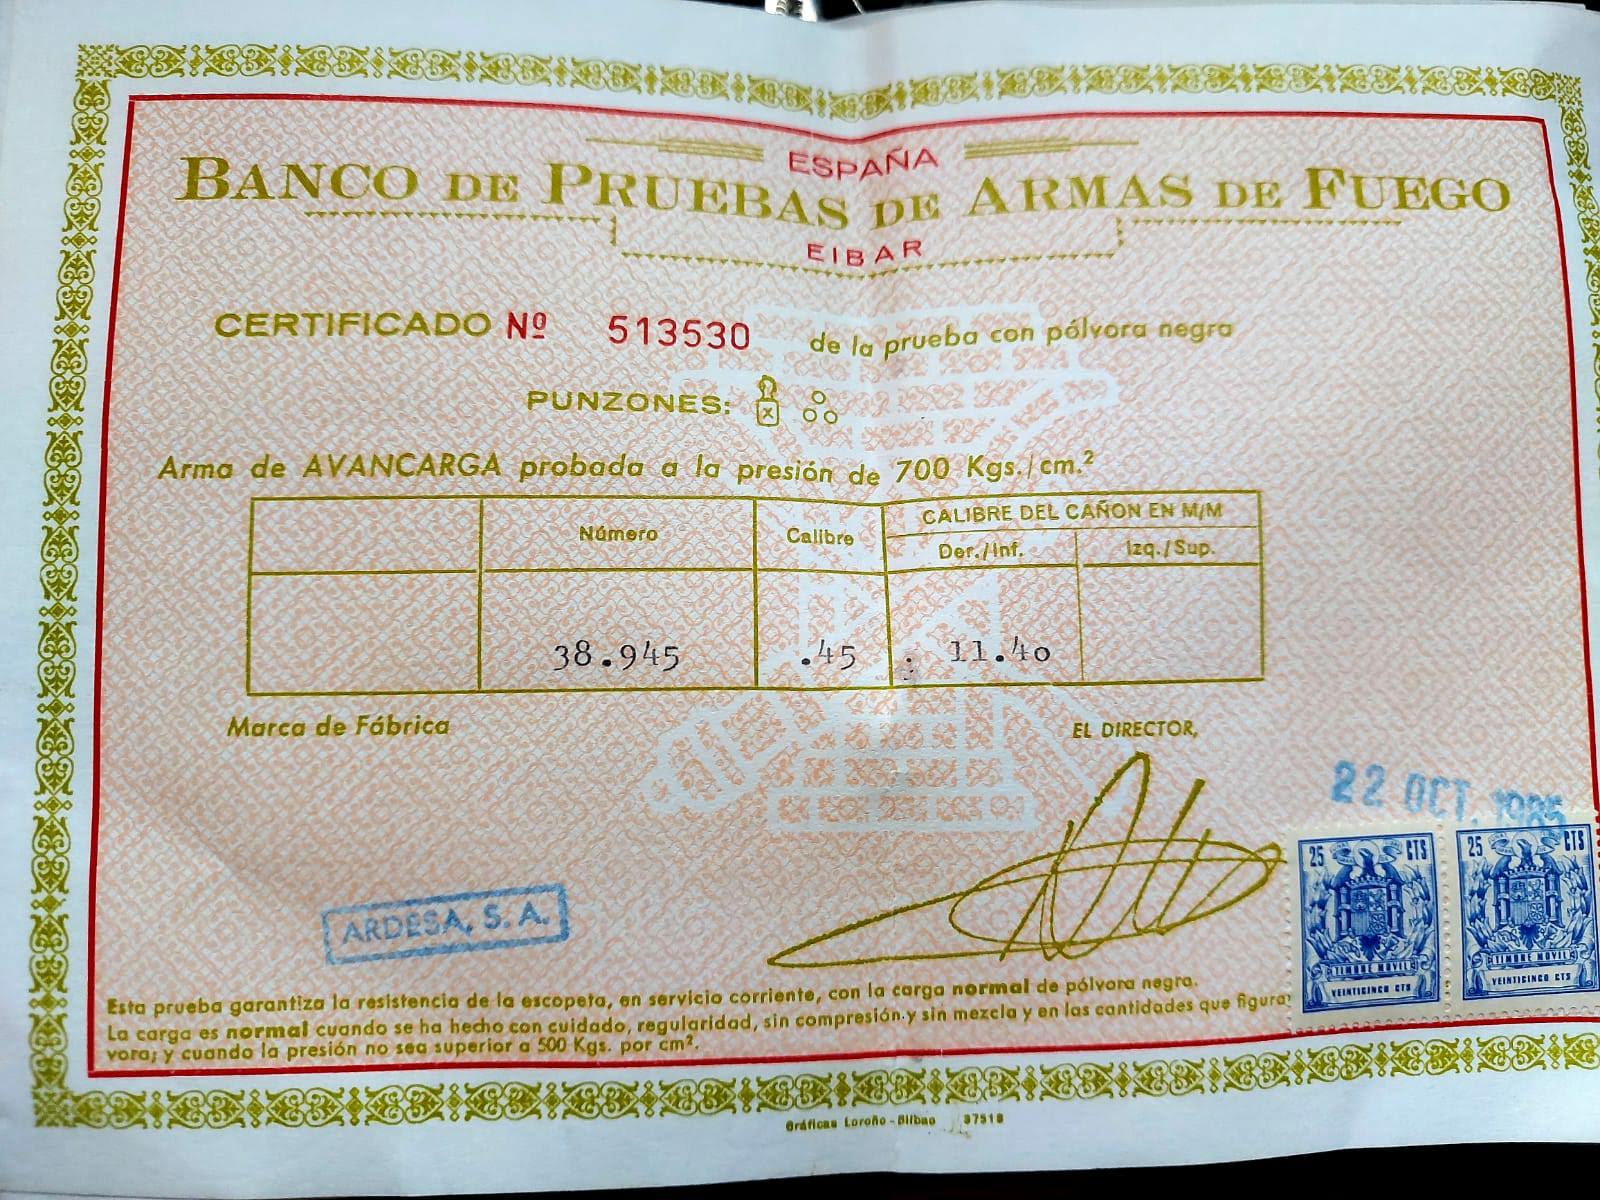 ESPAÑA
BANCO DE PRUEBAS DE ARMAS DE FUEGO
EIBAR
CERTIFICADO Nº 513530 de la prueba con pólvora negra
PUNZONES:
Arma de AVANCARGA probada a la presión de 700 Kgs./cm.²
Número Calibre CALIBRE DEL CAÑON EN M/M
Der./Inf. Izq./Sup.
38.945 .45 11.40
Marca de Fábrica EL DIRECTOR,
22 OCT. 1985
25 CTS 25 CTS
ARDESA, S. A.
TIMBRE MOVIL TIMBRE MOVIL
VEINTICINCO CTS VEINTICINCO CTS
Esta prueba garantiza la resistencia de la escopeta, en servicio corriente, con la carga normal de pólvora negra.
La carga es normal cuando se ha hecho con cuidado, regularidad, sin compresión y sin mezcla y en las cantidades que figura
vora; y cuando la presión no sea superior a 500 Kgs. por cm².
Gráficas Loroño - Bilbao 37518